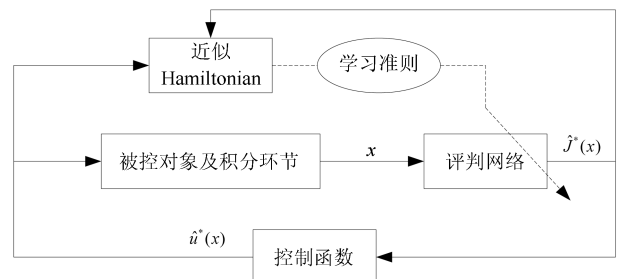 近似
Hamiltonian
学习准则
被控对象及积分环节
x
评判网络
Ĵ*(x)
û*(x)
控制函数